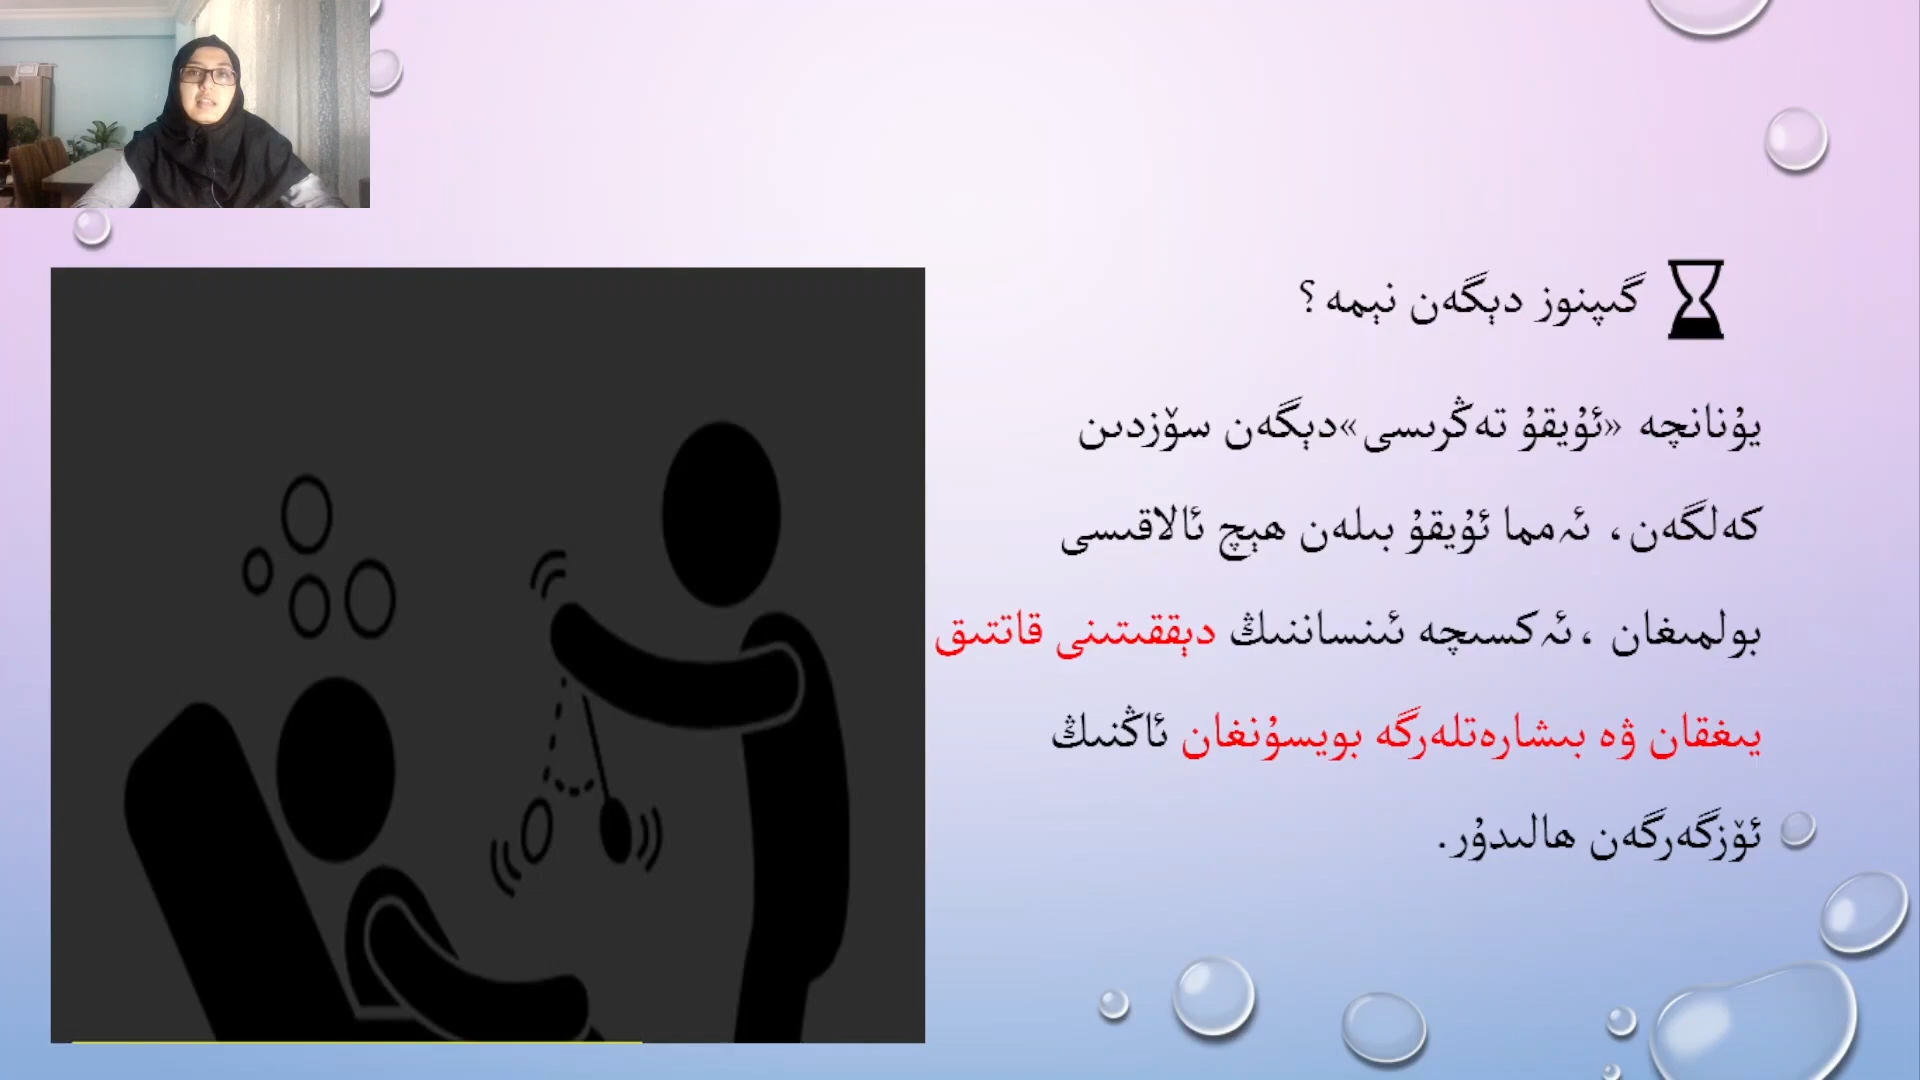 گىپنوز دېگەن نېمە ؟
يۇنانچە «ئۇيقۇ تەڭرىسى»دېگەن سۆزدىن
كەلگەن، ئەمما ئۇيقۇ بىلەن ھېچ ئالاقىسى
بولمىغان ،ئەكسىچە ئىنساننىڭ دېققىتىنى قاتتىق
يىغقان ۋە بىشارەتلەرگە بويسۇنغان ئاڭنىڭ
ئۆزگەرگەن ھالىدۇر.